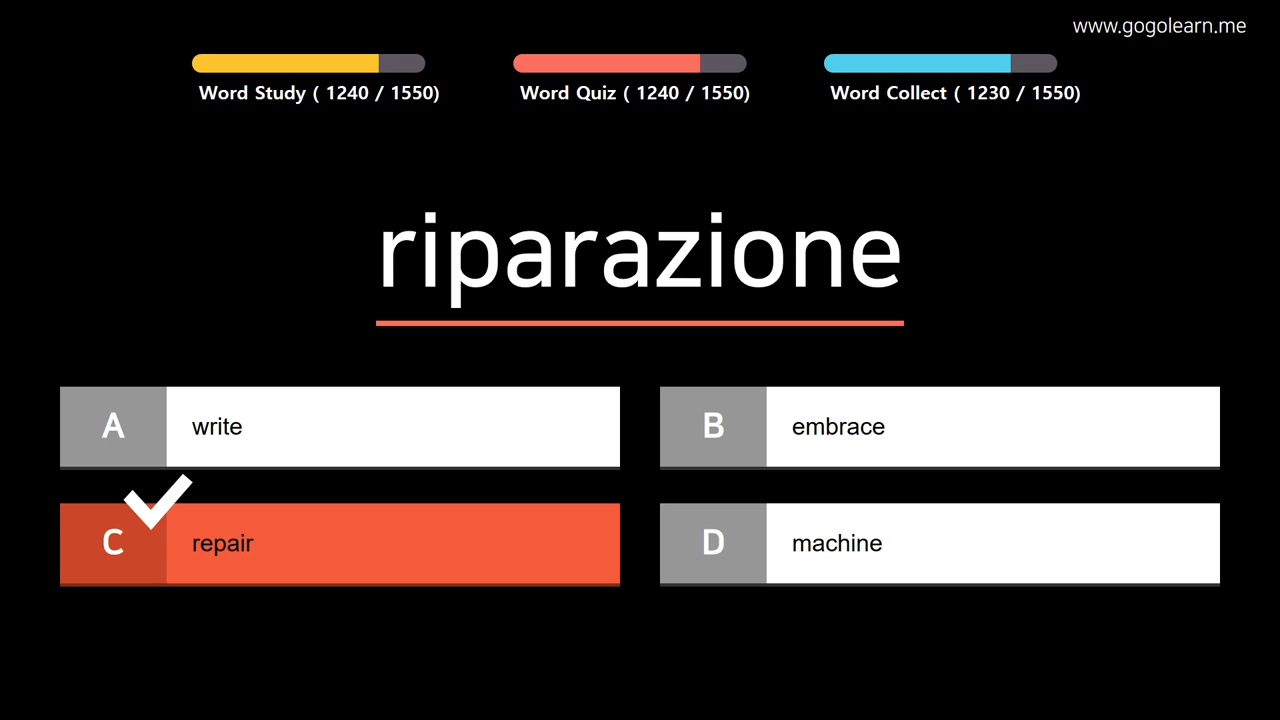 www.gogolearn.me
Word Study ( 1240 / 1550)
Word Quiz ( 1240 / 1550)
Word Collect ( 1230 / 1550)
riparazione
A write
B embrace
C repair
D machine